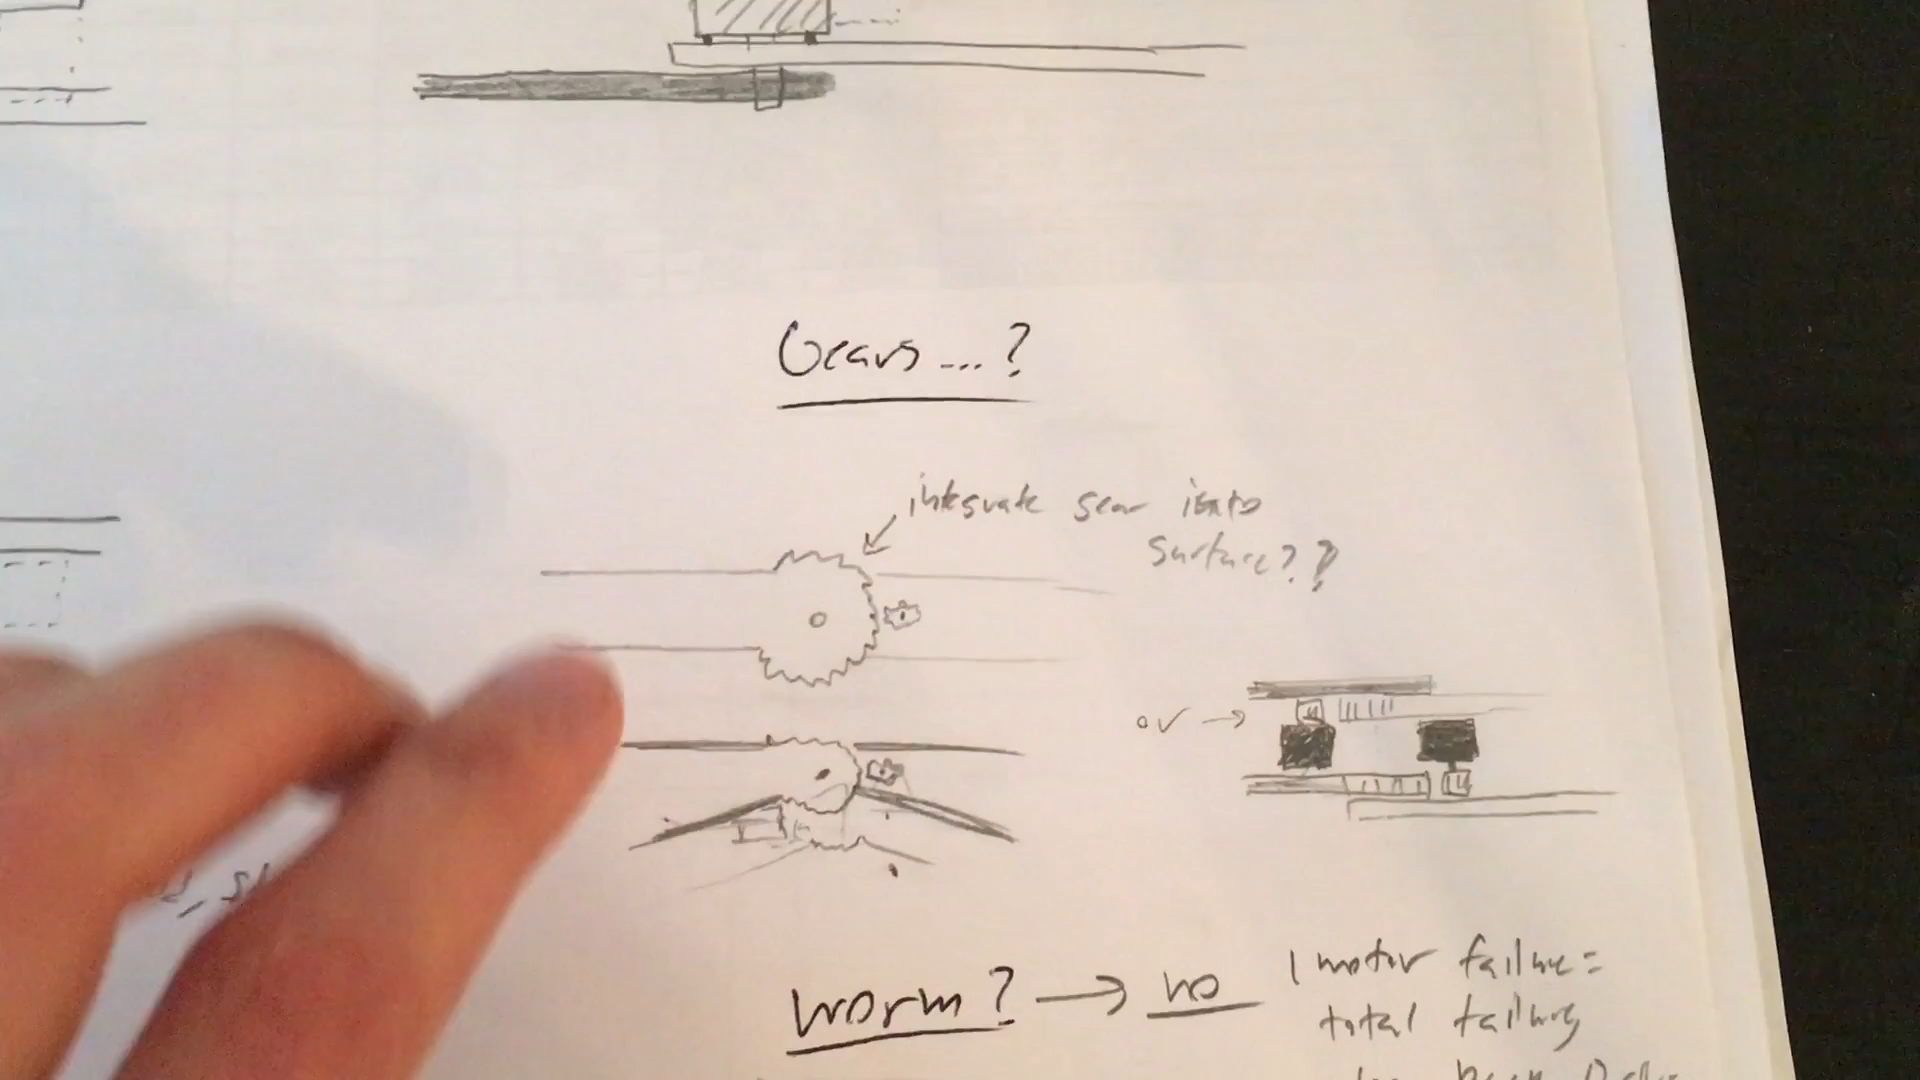 Gears...?
integrate gear into
surface??
or →
worm? → no
1 motor failure =
total failure